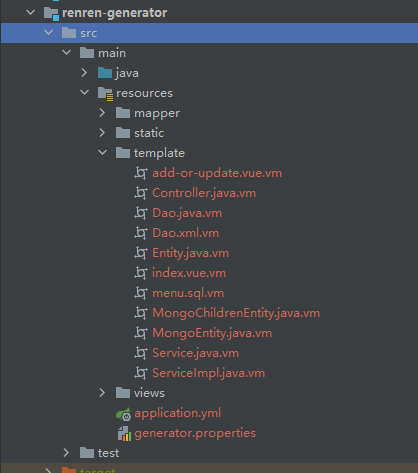 renren-generator
src
main
java
resources
mapper
static
template
add-or-update.vue.vm
Controller.java.vm
Dao.java.vm
Dao.xml.vm
Entity.java.vm
index.vue.vm
menu.sql.vm
MongoChildrenEntity.java.vm
MongoEntity.java.vm
Service.java.vm
ServiceImpl.java.vm
views
application.yml
generator.properties
test
target